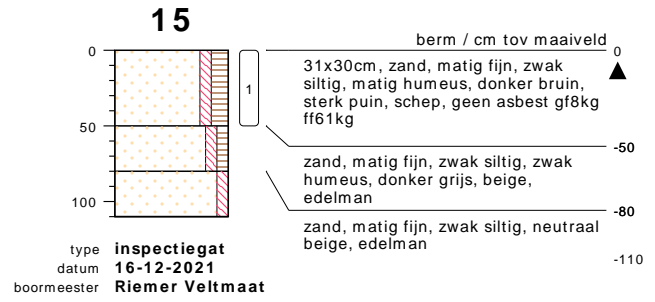 15
berm / cm tov maaiveld
0
0
31x30cm, zand, matig fijn, zwak
siltig, matig humeus, donker bruin,
sterk puin, schep, geen asbest gf8kg
ff61kg
1
50
-50
zand, matig fijn, zwak siltig, zwak
humeus, donker grijs, beige,
edelman
100
-80
zand, matig fijn, zwak siltig, neutraal
beige, edelman
-110
type inspectiegat
datum 16-12-2021
boormeester Riemer Veltmaat